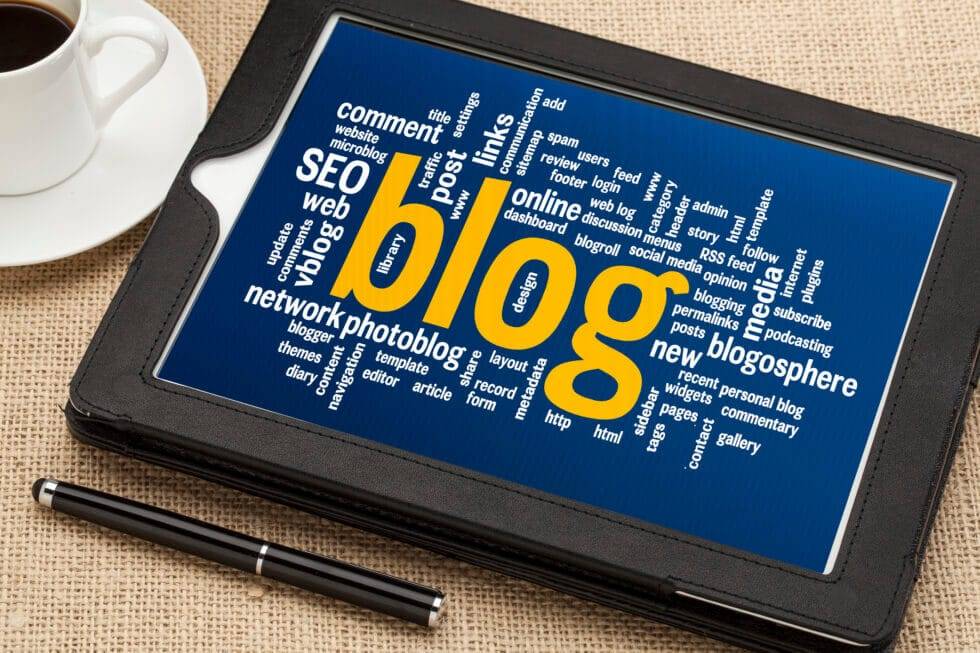 add
settings
title
comment
website
microblog
links
communication
sitemap
spam
users
review
feed
footer
login
traffic
post
www
SEO
web
vblog
comments
update
blog
library
design
online
web log
dashboard
discussion
menus
www
category
header
admin
story
html
template
blogroll
social media
RSS feed
follow
opinion
media
internet
plugins
blogging
permalinks
posts
subscribe
podcasting
network
photoblog
blogger
themes
diary
content
navigation
template
editor
article
share
form
record
layout
metadata
http
html
new
blogosphere
recent
personal blog
widgets
commentary
sidebar
tags
pages
contact
gallery